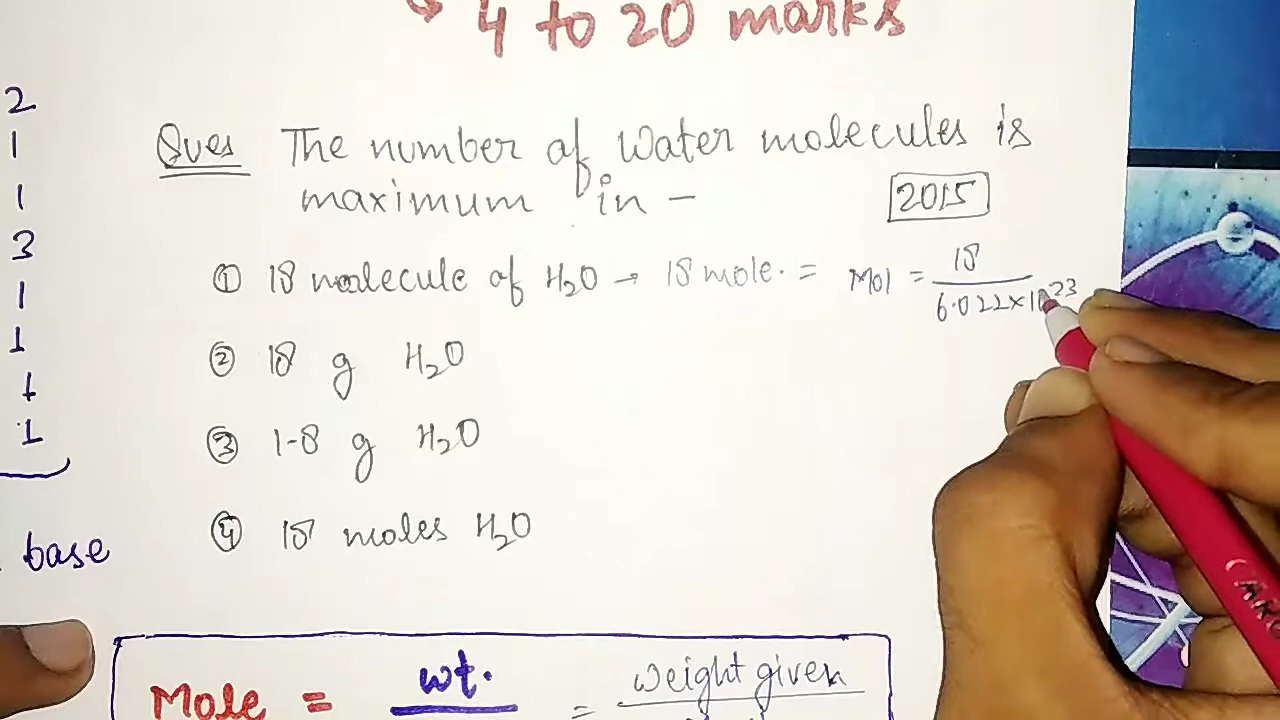 4 to 20 marks
2
1
1
3
1
1
+
1
base
Ques The number of water molecules is
maximum in -
2015
① 18 molecule of H₂O → 18 mole. = Mol = 18 / 6.022×10²³
② 18 g H₂O
③ 1-8 g H₂O
④ 18 moles H₂O
Mole = wt. = weight given